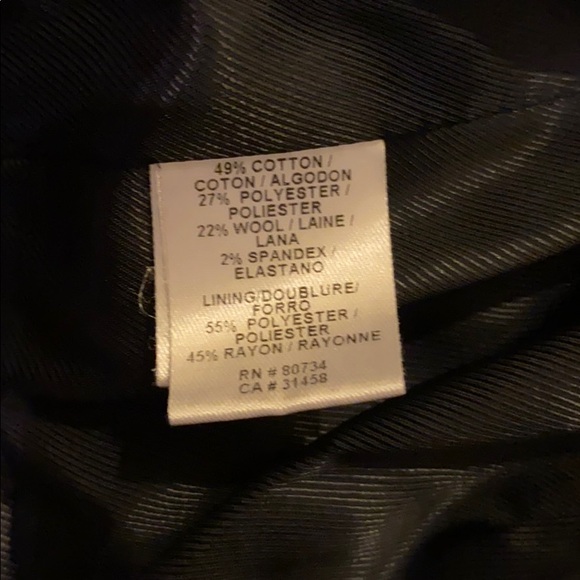 49% COTTON /
COTON / ALGODON
27% POLYESTER /
POLIESTER
22% WOOL / LAINE /
LANA
2% SPANDEX /
ELASTANO
LINING/DOUBLURE/
FORRO
55% POLYESTER /
POLIESTER
45% RAYON / RAYONNE
RN # 80734
CA # 31458